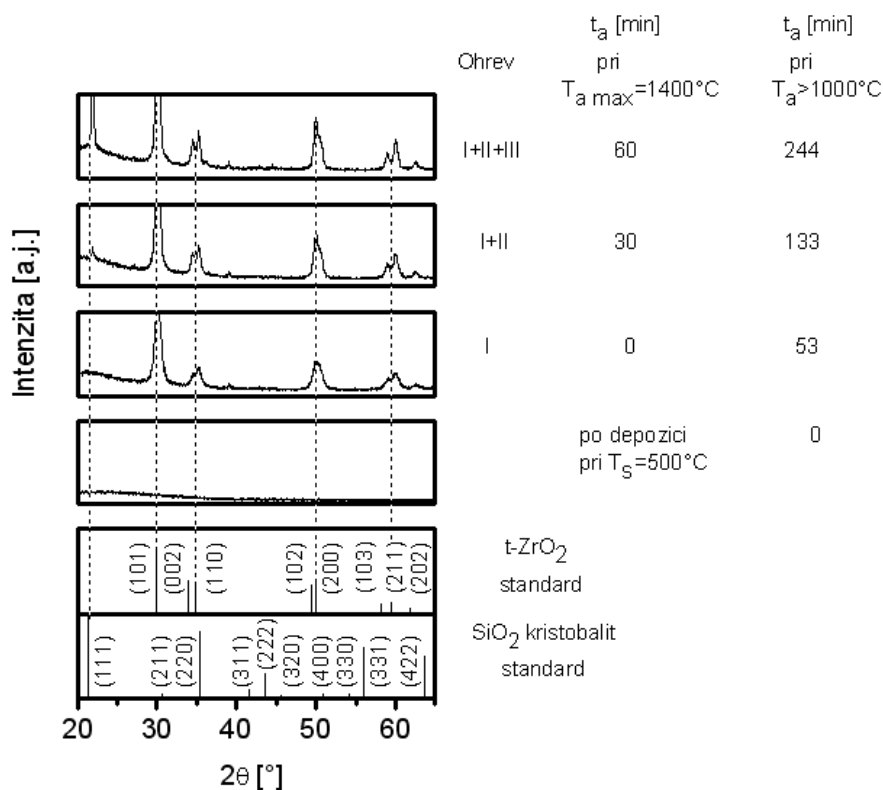 t_a [min] t_a [min]
Ohrev pri pri
T_a max=1400°C T_a>1000°C
I+II+III 60 244
I+II 30 133
I 0 53
po depozici 0
pri T_S=500°C
Intenzita [a.j.]
(101) (002) (110) (102) (200) (103) (211) (202)
t-ZrO₂
standard
(111) (211) (220) (311) (222) (320) (400) (330) (331) (422)
SiO₂ kristobalit
standard
20 30 40 50 60
2θ [°]